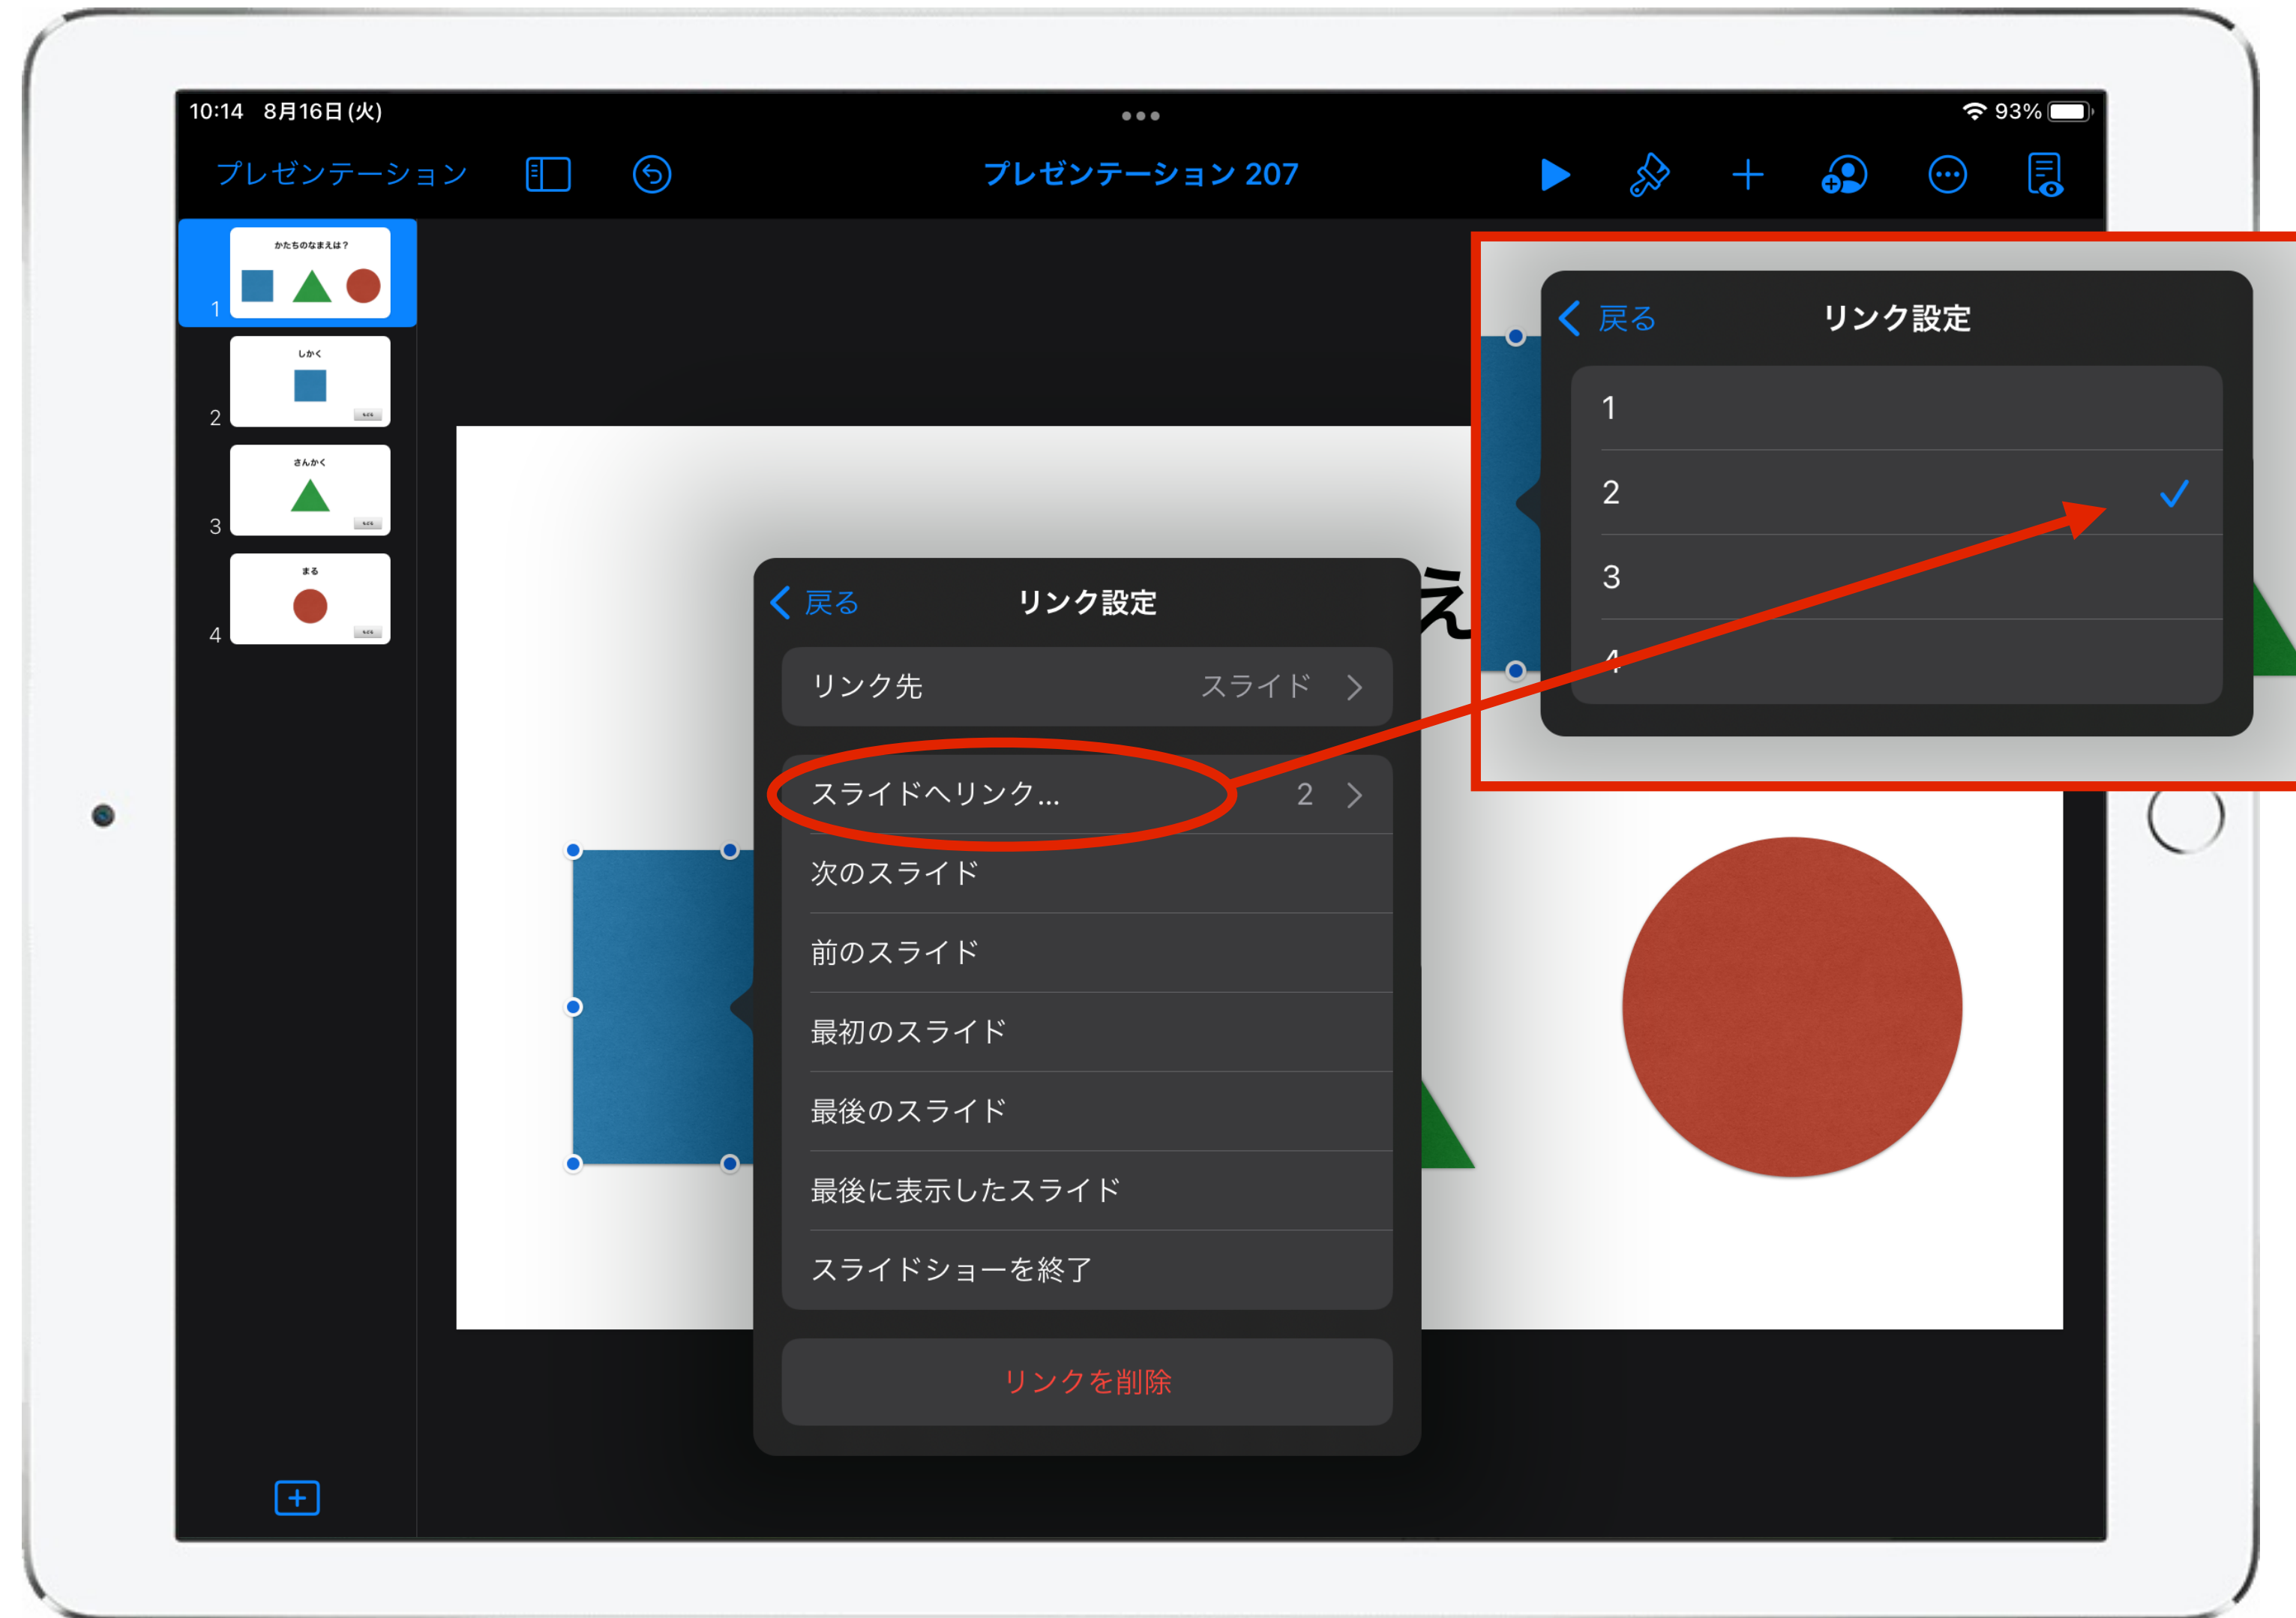 10:14 8月16日(火)
93%
プレゼンテーション
プレゼンテーション 207
かたちのなまえは？
1
しかく
2
さんかく
3
まる
4
え
戻る
リンク設定
リンク先
スライド
スライドへリンク...
2
次のスライド
前のスライド
最初のスライド
最後のスライド
最後に表示したスライド
スライドショーを終了
リンクを削除
戻る
リンク設定
1
2
3
4